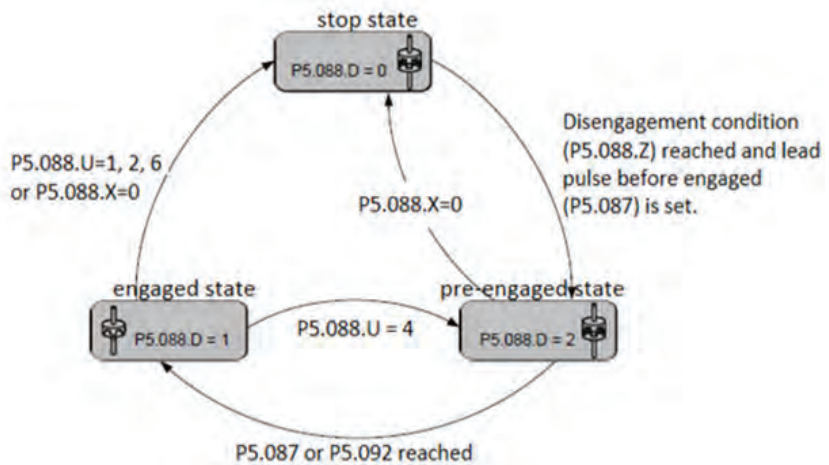 stop state
P5.088.D = 0
P5.088.U=1, 2, 6
or P5.088.X=0
Disengagement condition
(P5.088.Z) reached and lead
pulse before engaged
(P5.087) is set.
P5.088.X=0
engaged state
P5.088.D = 1
P5.088.U = 4
pre-engaged state
P5.088.D = 2
P5.087 or P5.092 reached